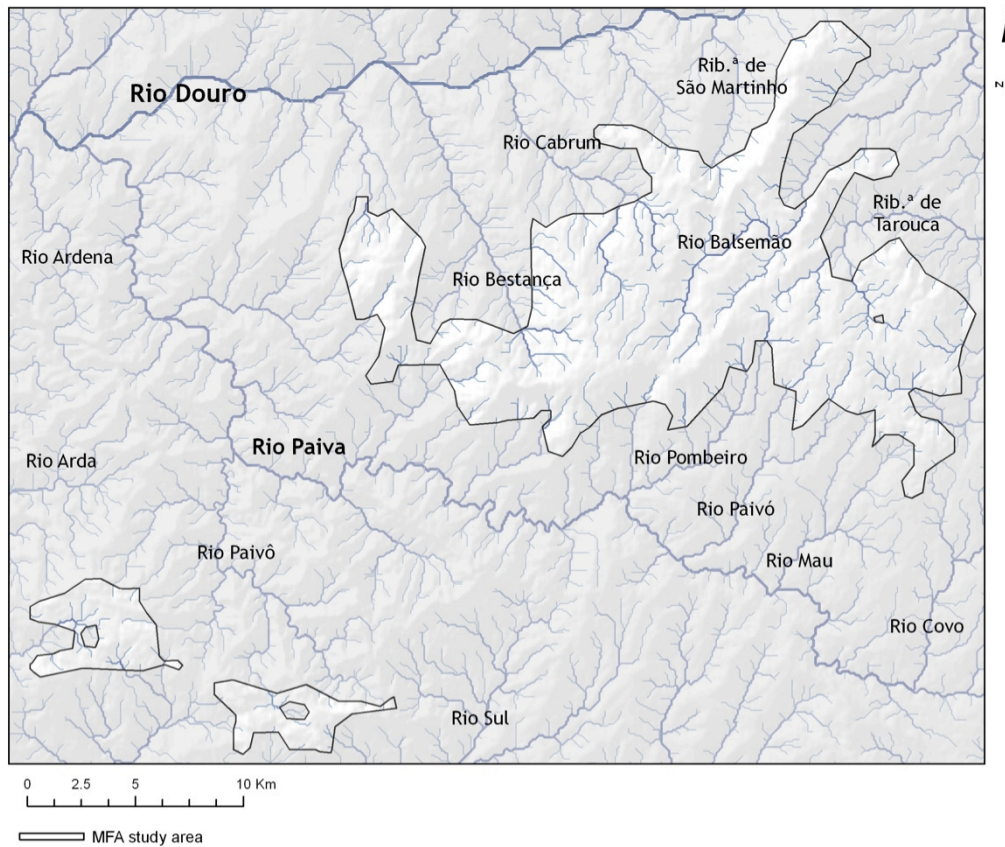 Rib.ª de
São Martinho
Rio Douro
Rio Cabrum
Rib.ª de
Tarouca
Rio Balsemão
Rio Ardena
Rio Bestança
Rio Paiva
Rio Arda
Rio Pombeiro
Rio Paivó
Rio Paivô
Rio Mau
Rio Covo
Rio Sul
0 2.5 5 10 Km
MFA study area